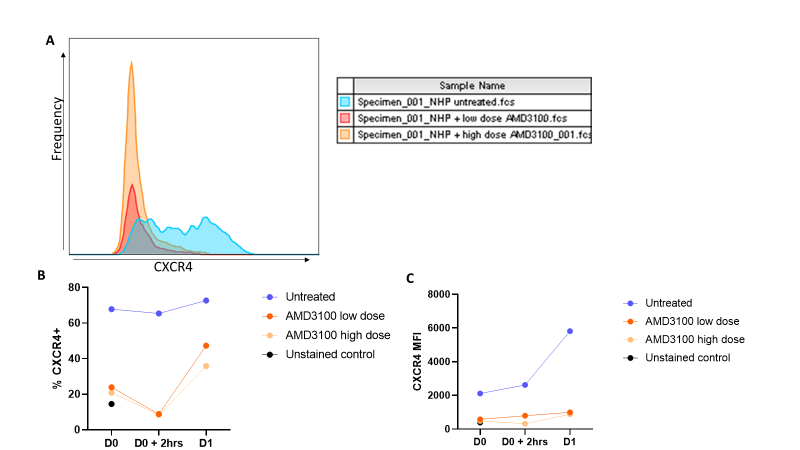 A
Frequency
CXCR4
Sample Name
Specimen_001_NHP untreated.fcs
Specimen_001_NHP + low dose AMD3100.fcs
Specimen_001_NHP + high dose AMD3100_001.fcs
B
% CXCR4+
80
60
40
20
0
D0 D0 + 2hrs D1
Untreated
AMD3100 low dose
AMD3100 high dose
Unstained control
C
CXCR4 MFI
8000
6000
4000
2000
0
D0 D0 + 2hrs D1
Untreated
AMD3100 low dose
AMD3100 high dose
Unstained control